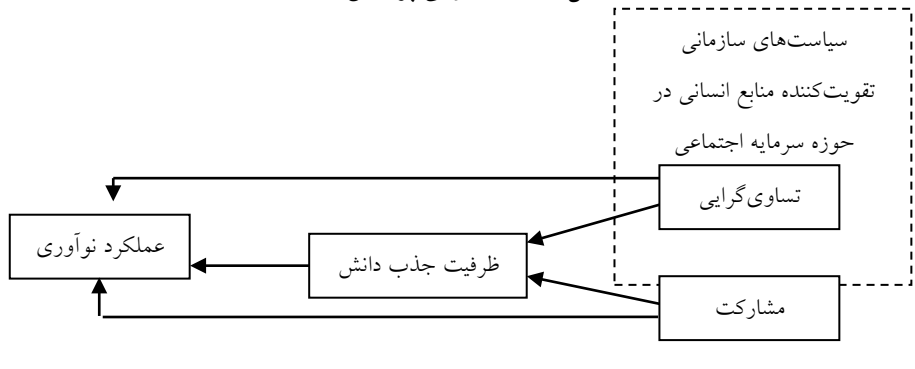 سیاست‌های سازمانی
تقویت‌کننده منابع انسانی در
حوزه سرمایه اجتماعی
تساوی‌گرایی
عملکرد نوآوری
ظرفیت جذب دانش
مشارکت